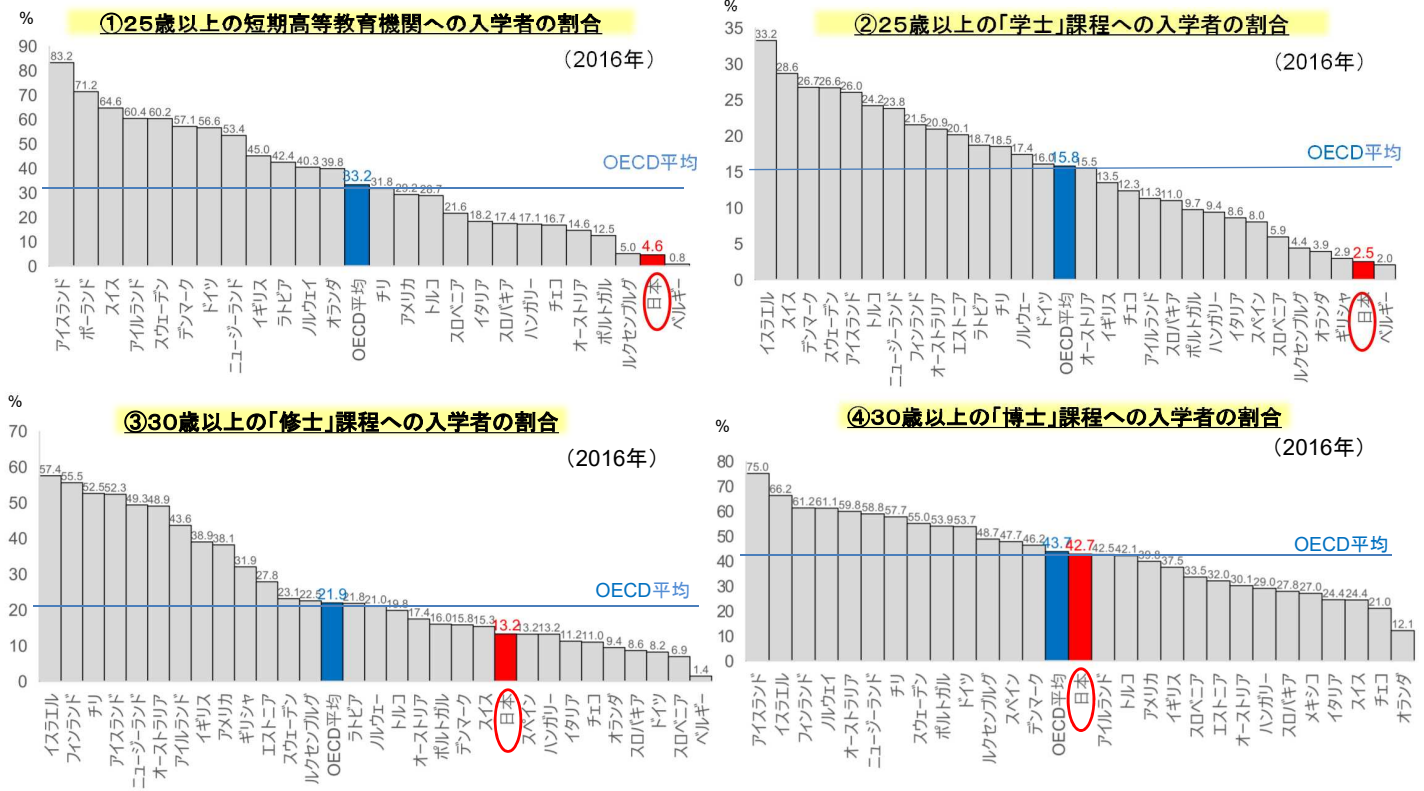 %
①25歳以上の短期高等教育機関への入学者の割合
(2016年)
90
80
70
60
50
40
30
20
10
0
83.2 71.2 64.6 60.4 60.2 57.1 56.6 53.4 45.0 42.4 40.3 39.8 33.2 31.8 29.2 28.7 21.6 18.2 17.4 17.1 16.7 14.6 12.5 5.0 4.6 0.8
OECD平均
アイスランド ポーランド スイス アイルランド スウェーデン デンマーク ドイツ ニュージーランド イギリス ラトビア ノルウェイ オランダ OECD平均 チリ アメリカ トルコ スロベニア イタリア スロバキア ハンガリー チェコ オーストリア ポルトガル ルクセンブルグ 日本 ベルギー
%
②25歳以上の「学士」課程への入学者の割合
(2016年)
35
30
25
20
15
10
5
0
33.2 28.6 26.7 26.6 26.0 24.2 23.8 21.5 20.9 20.1 18.7 18.5 17.4 16.0 15.8 15.5 13.5 12.3 11.3 11.0 9.7 9.4 8.6 8.0 5.9 4.4 3.9 2.9 2.5 2.0
OECD平均
イスラエル スイス デンマーク スウェーデン アイスランド トルコ ニュージーランド フィンランド オーストラリア エストニア ラトビア チリ ノルウェー ドイツ OECD平均 オーストリア イギリス チェコ アイルランド スロバキア ポルトガル ハンガリー イタリア スペイン スロベニア ルクセンブルグ オランダ ギリシャ 日本 ベルギー
%
③30歳以上の「修士」課程への入学者の割合
(2016年)
70
60
50
40
30
20
10
0
57.4 55.5 52.5 52.3 49.3 48.9 43.6 38.9 38.1 31.9 27.8 23.1 22.5 21.9 21.8 21.0 19.8 17.4 16.0 15.8 15.3 13.2 13.2 13.2 11.2 11.0 9.4 8.6 8.2 6.9 1.4
OECD平均
イスラエル フィンランド チリ アイスランド ニュージーランド オーストラリア アイルランド イギリス アメリカ ギリシャ エストニア スウェーデン ルクセンブルグ OECD平均 ラトビア ノルウェー トルコ オーストリア ポルトガル デンマーク スイス 日本 スペイン ハンガリー イタリア チェコ オランダ スロバキア ドイツ スロベニア ベルギー
%
④30歳以上の「博士」課程への入学者の割合
(2016年)
80
70
60
50
40
30
20
10
0
75.0 66.2 61.2 61.1 59.8 58.8 57.7 55.0 53.9 53.7 48.7 47.7 46.2 43.7 42.7 42.5 42.1 39.8 37.5 33.5 32.0 30.1 29.0 27.8 27.0 24.4 24.4 21.0 12.1
OECD平均
アイスランド イスラエル フィンランド ノルウェイ オーストラリア ニュージーランド チリ スウェーデン ポルトガル ドイツ ルクセンブルグ スペイン デンマーク OECD平均 日本 アイルランド トルコ アメリカ イギリス スロベニア エストニア オーストリア ハンガリー スロバキア メキシコ イタリア スイス チェコ オランダ